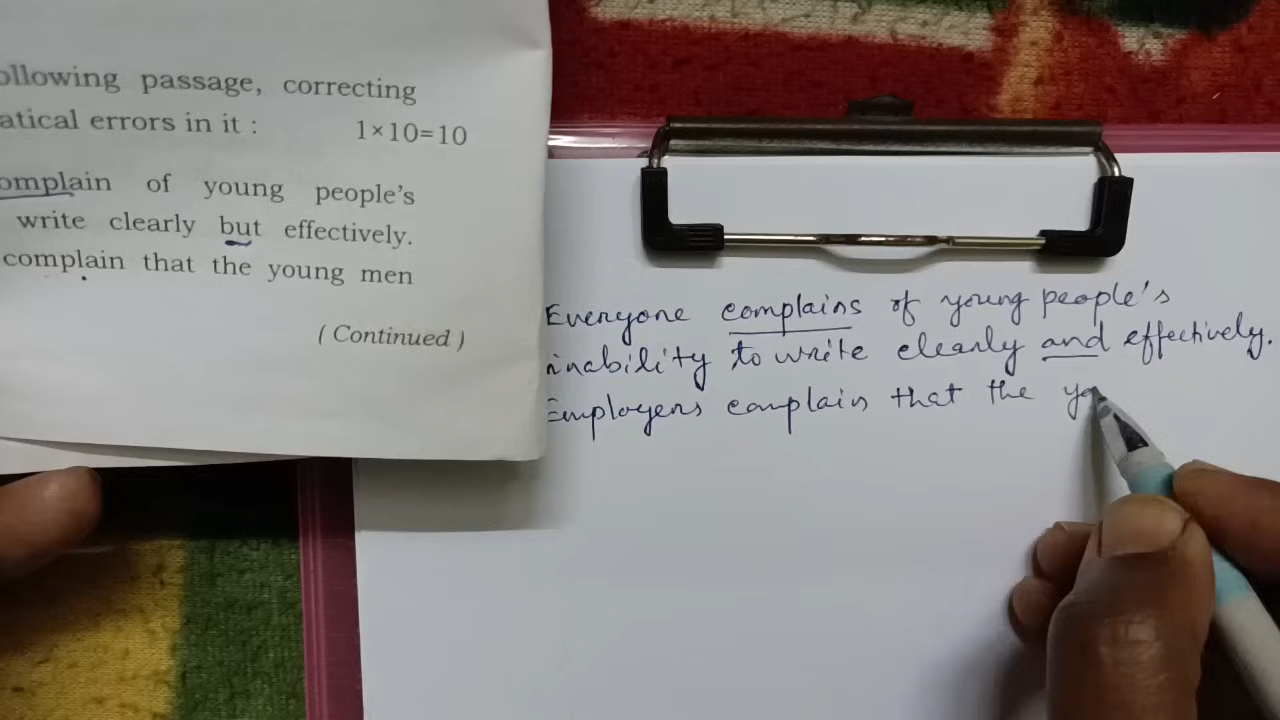 ollowing passage, correcting
atical errors in it : 1×10=10
omplain of young people's
write clearly but effectively.
complain that the young men
( Continued )
Everyone complains of young people's
inability to write clearly and effectively.
Employers complain that the yo